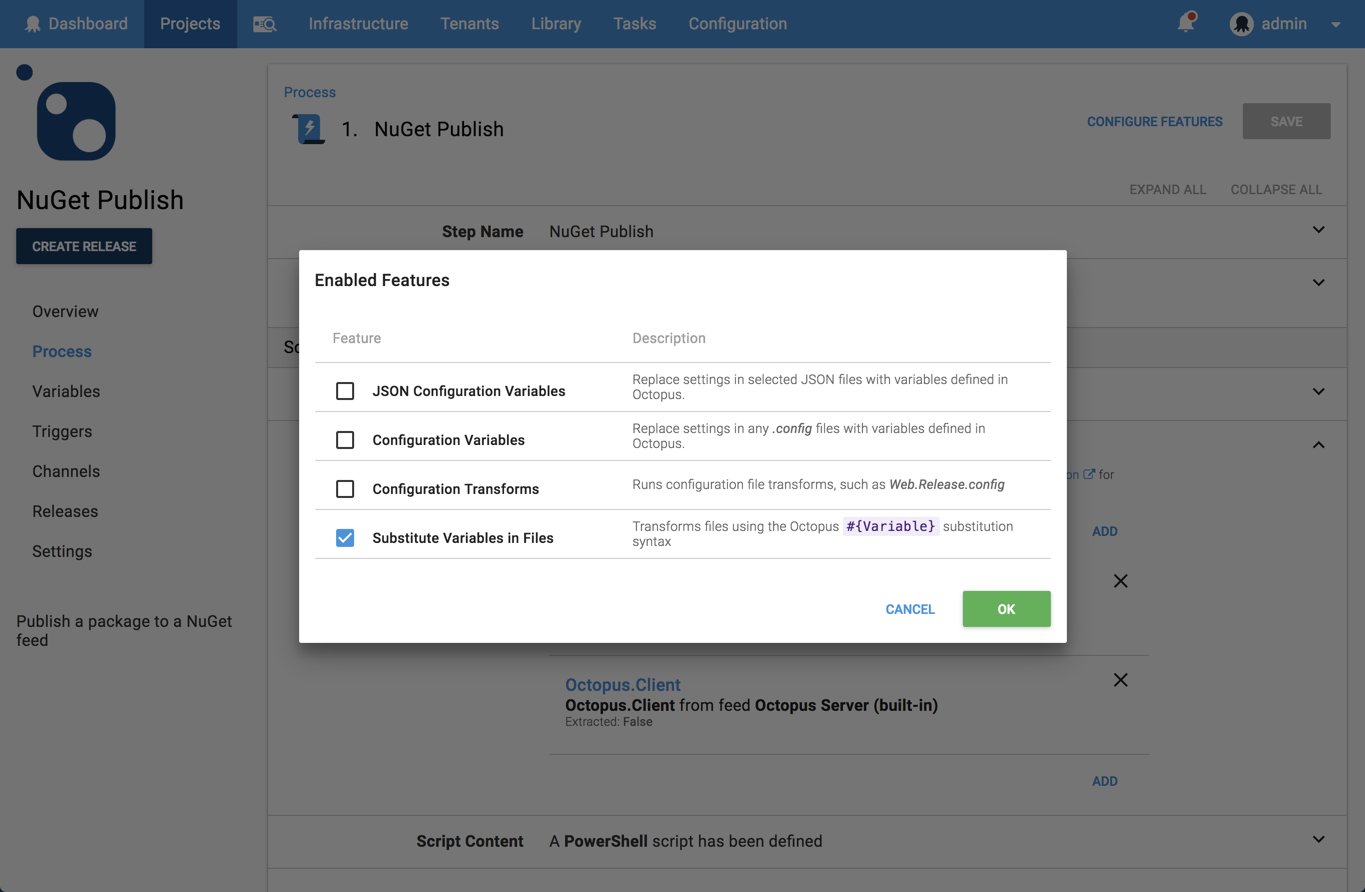 Dashboard Projects Infrastructure Tenants Library Tasks Configuration admin
Process
1. NuGet Publish
CONFIGURE FEATURES
SAVE
EXPAND ALL COLLAPSE ALL
NuGet Publish
CREATE RELEASE
Overview
Process
Variables
Triggers
Channels
Releases
Settings
Publish a package to a NuGet
feed
Step Name NuGet Publish
Enabled Features
Feature Description
JSON Configuration Variables
Replace settings in selected JSON files with variables defined in
Octopus.
Configuration Variables
Replace settings in any .config files with variables defined in
Octopus.
Configuration Transforms
Runs configuration file transforms, such as Web.Release.config
Substitute Variables in Files
Transforms files using the Octopus #{Variable} substitution
syntax
CANCEL OK
for
ADD
Octopus.Client
Octopus.Client from feed Octopus Server (built-in)
Extracted: False
ADD
Script Content A PowerShell script has been defined